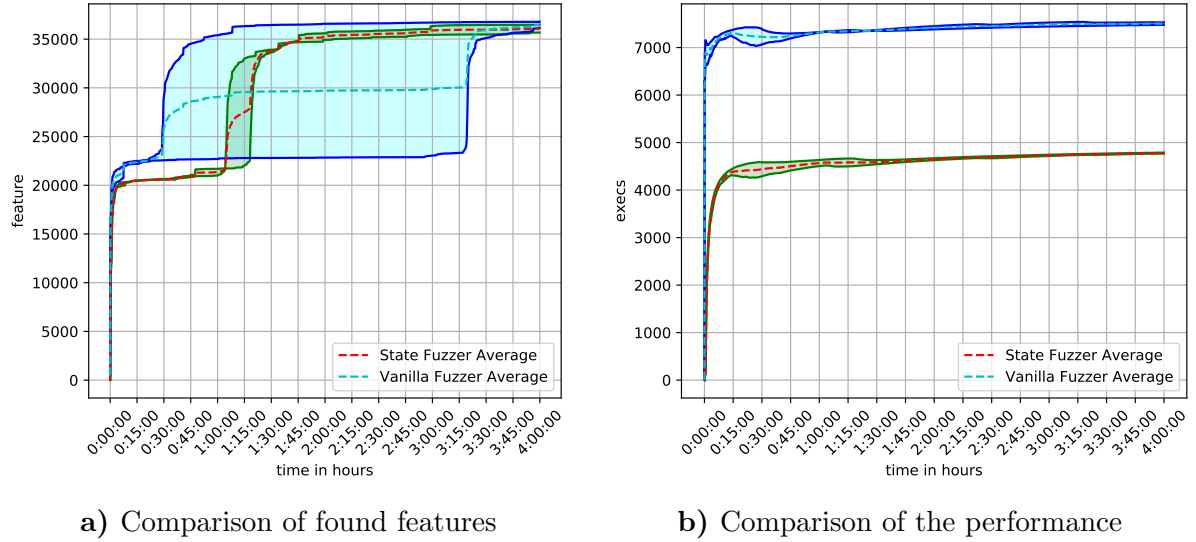 35000
30000
25000
20000
15000
10000
5000
0
feature
State Fuzzer Average
Vanilla Fuzzer Average
0:00:00 0:15:00 0:30:00 0:45:00 1:00:00 1:15:00 1:30:00 1:45:00 2:00:00 2:15:00 2:30:00 2:45:00 3:00:00 3:15:00 3:30:00 3:45:00 4:00:00
time in hours
a) Comparison of found features
7000
6000
5000
4000
3000
2000
1000
0
execs
State Fuzzer Average
Vanilla Fuzzer Average
0:00:00 0:15:00 0:30:00 0:45:00 1:00:00 1:15:00 1:30:00 1:45:00 2:00:00 2:15:00 2:30:00 2:45:00 3:00:00 3:15:00 3:30:00 3:45:00 4:00:00
time in hours
b) Comparison of the performance